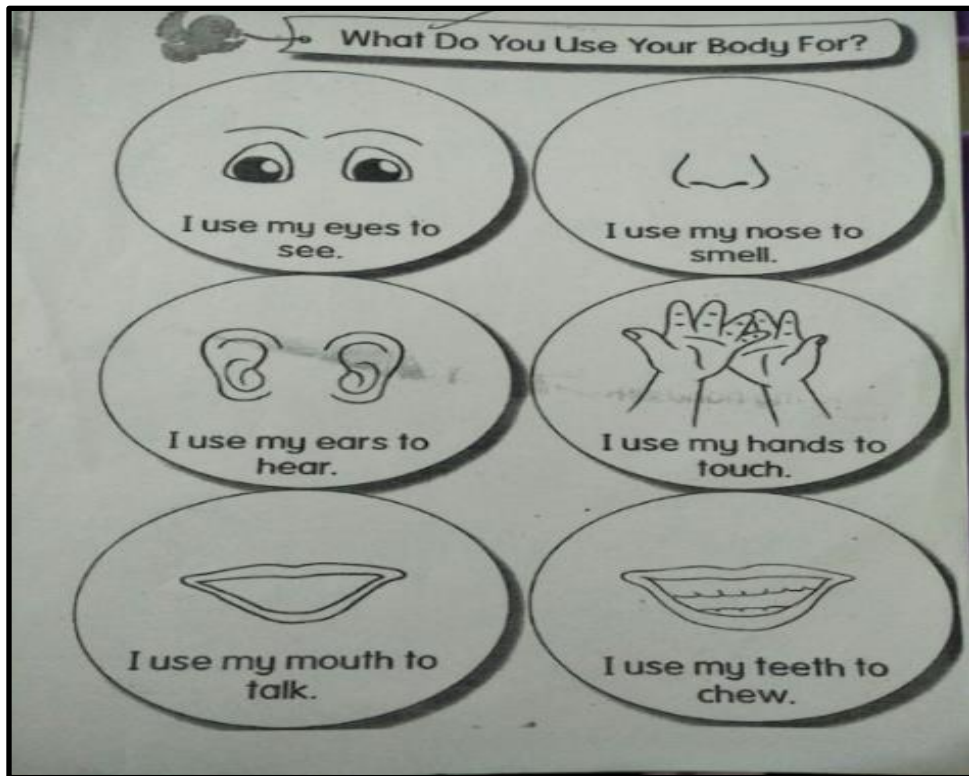 What Do You Use Your Body For?
I use my eyes to
see.
I use my nose to
smell.
I use my ears to
hear.
I use my hands to
touch.
I use my mouth to
talk.
I use my teeth to
chew.